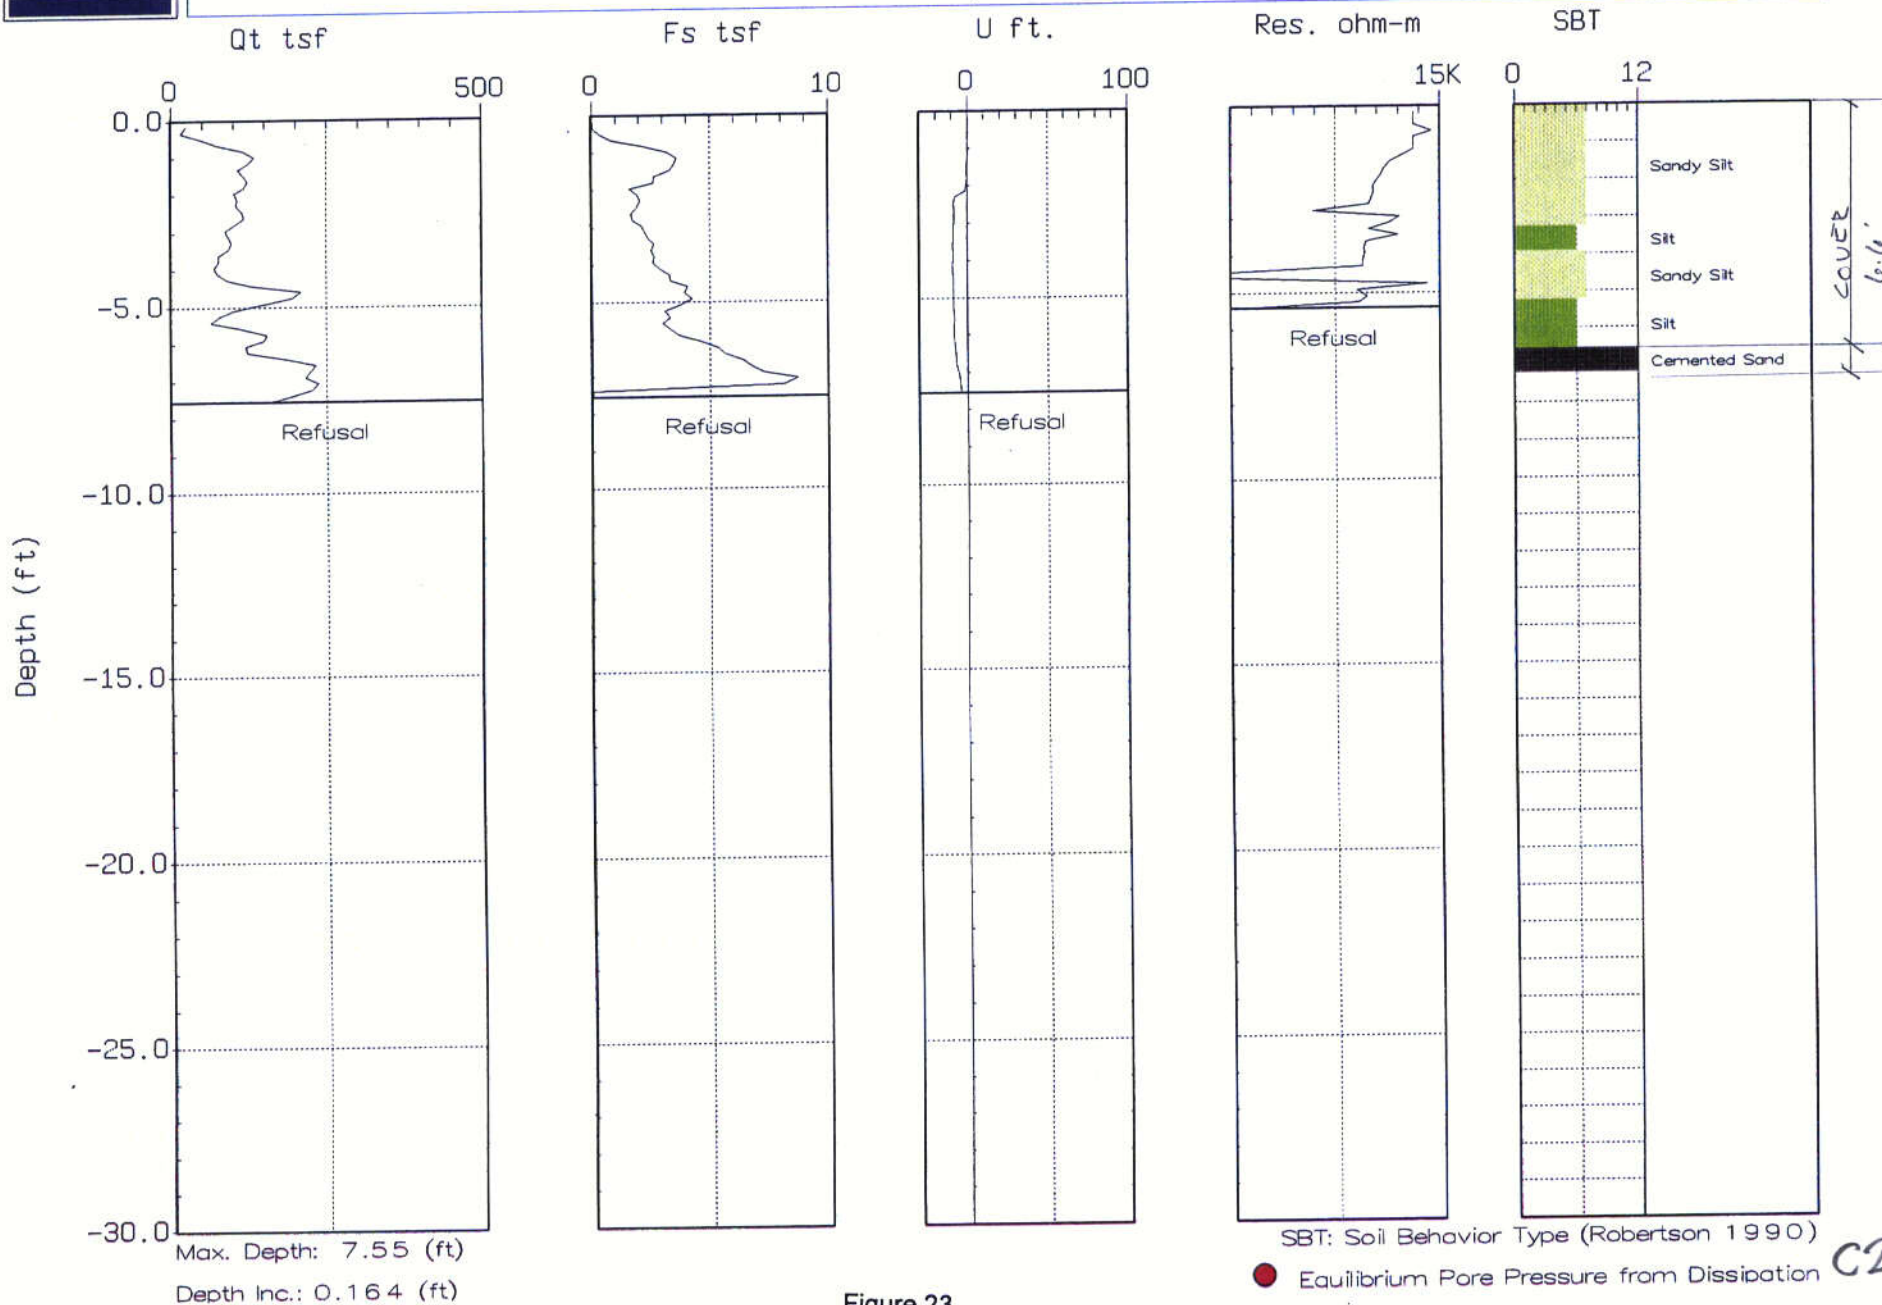 Qt tsf
Fs tsf
U ft.
Res. ohm-m
SBT
0 500
0 10
0 100
15K
0 12
0.0
-5.0
-10.0
-15.0
-20.0
-25.0
-30.0
Depth (ft)
Refusal
Refusal
Refusal
Refusal
Sandy Silt
Silt
Sandy Silt
Silt
Cemented Sand
COVER
Max. Depth: 7.55 (ft)
Depth Inc.: 0.164 (ft)
SBT: Soil Behavior Type (Robertson 1990)
Equilibrium Pore Pressure from Dissipation
Figure 23